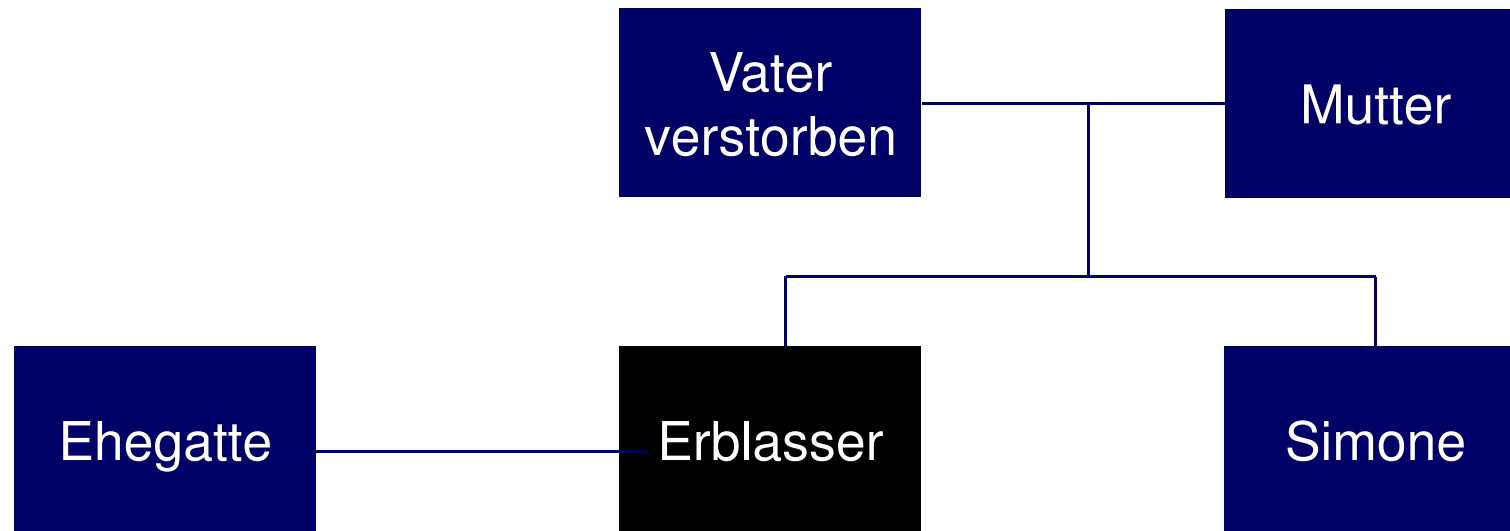 Vater
verstorben
Mutter
Ehegatte
Erblasser
Simone